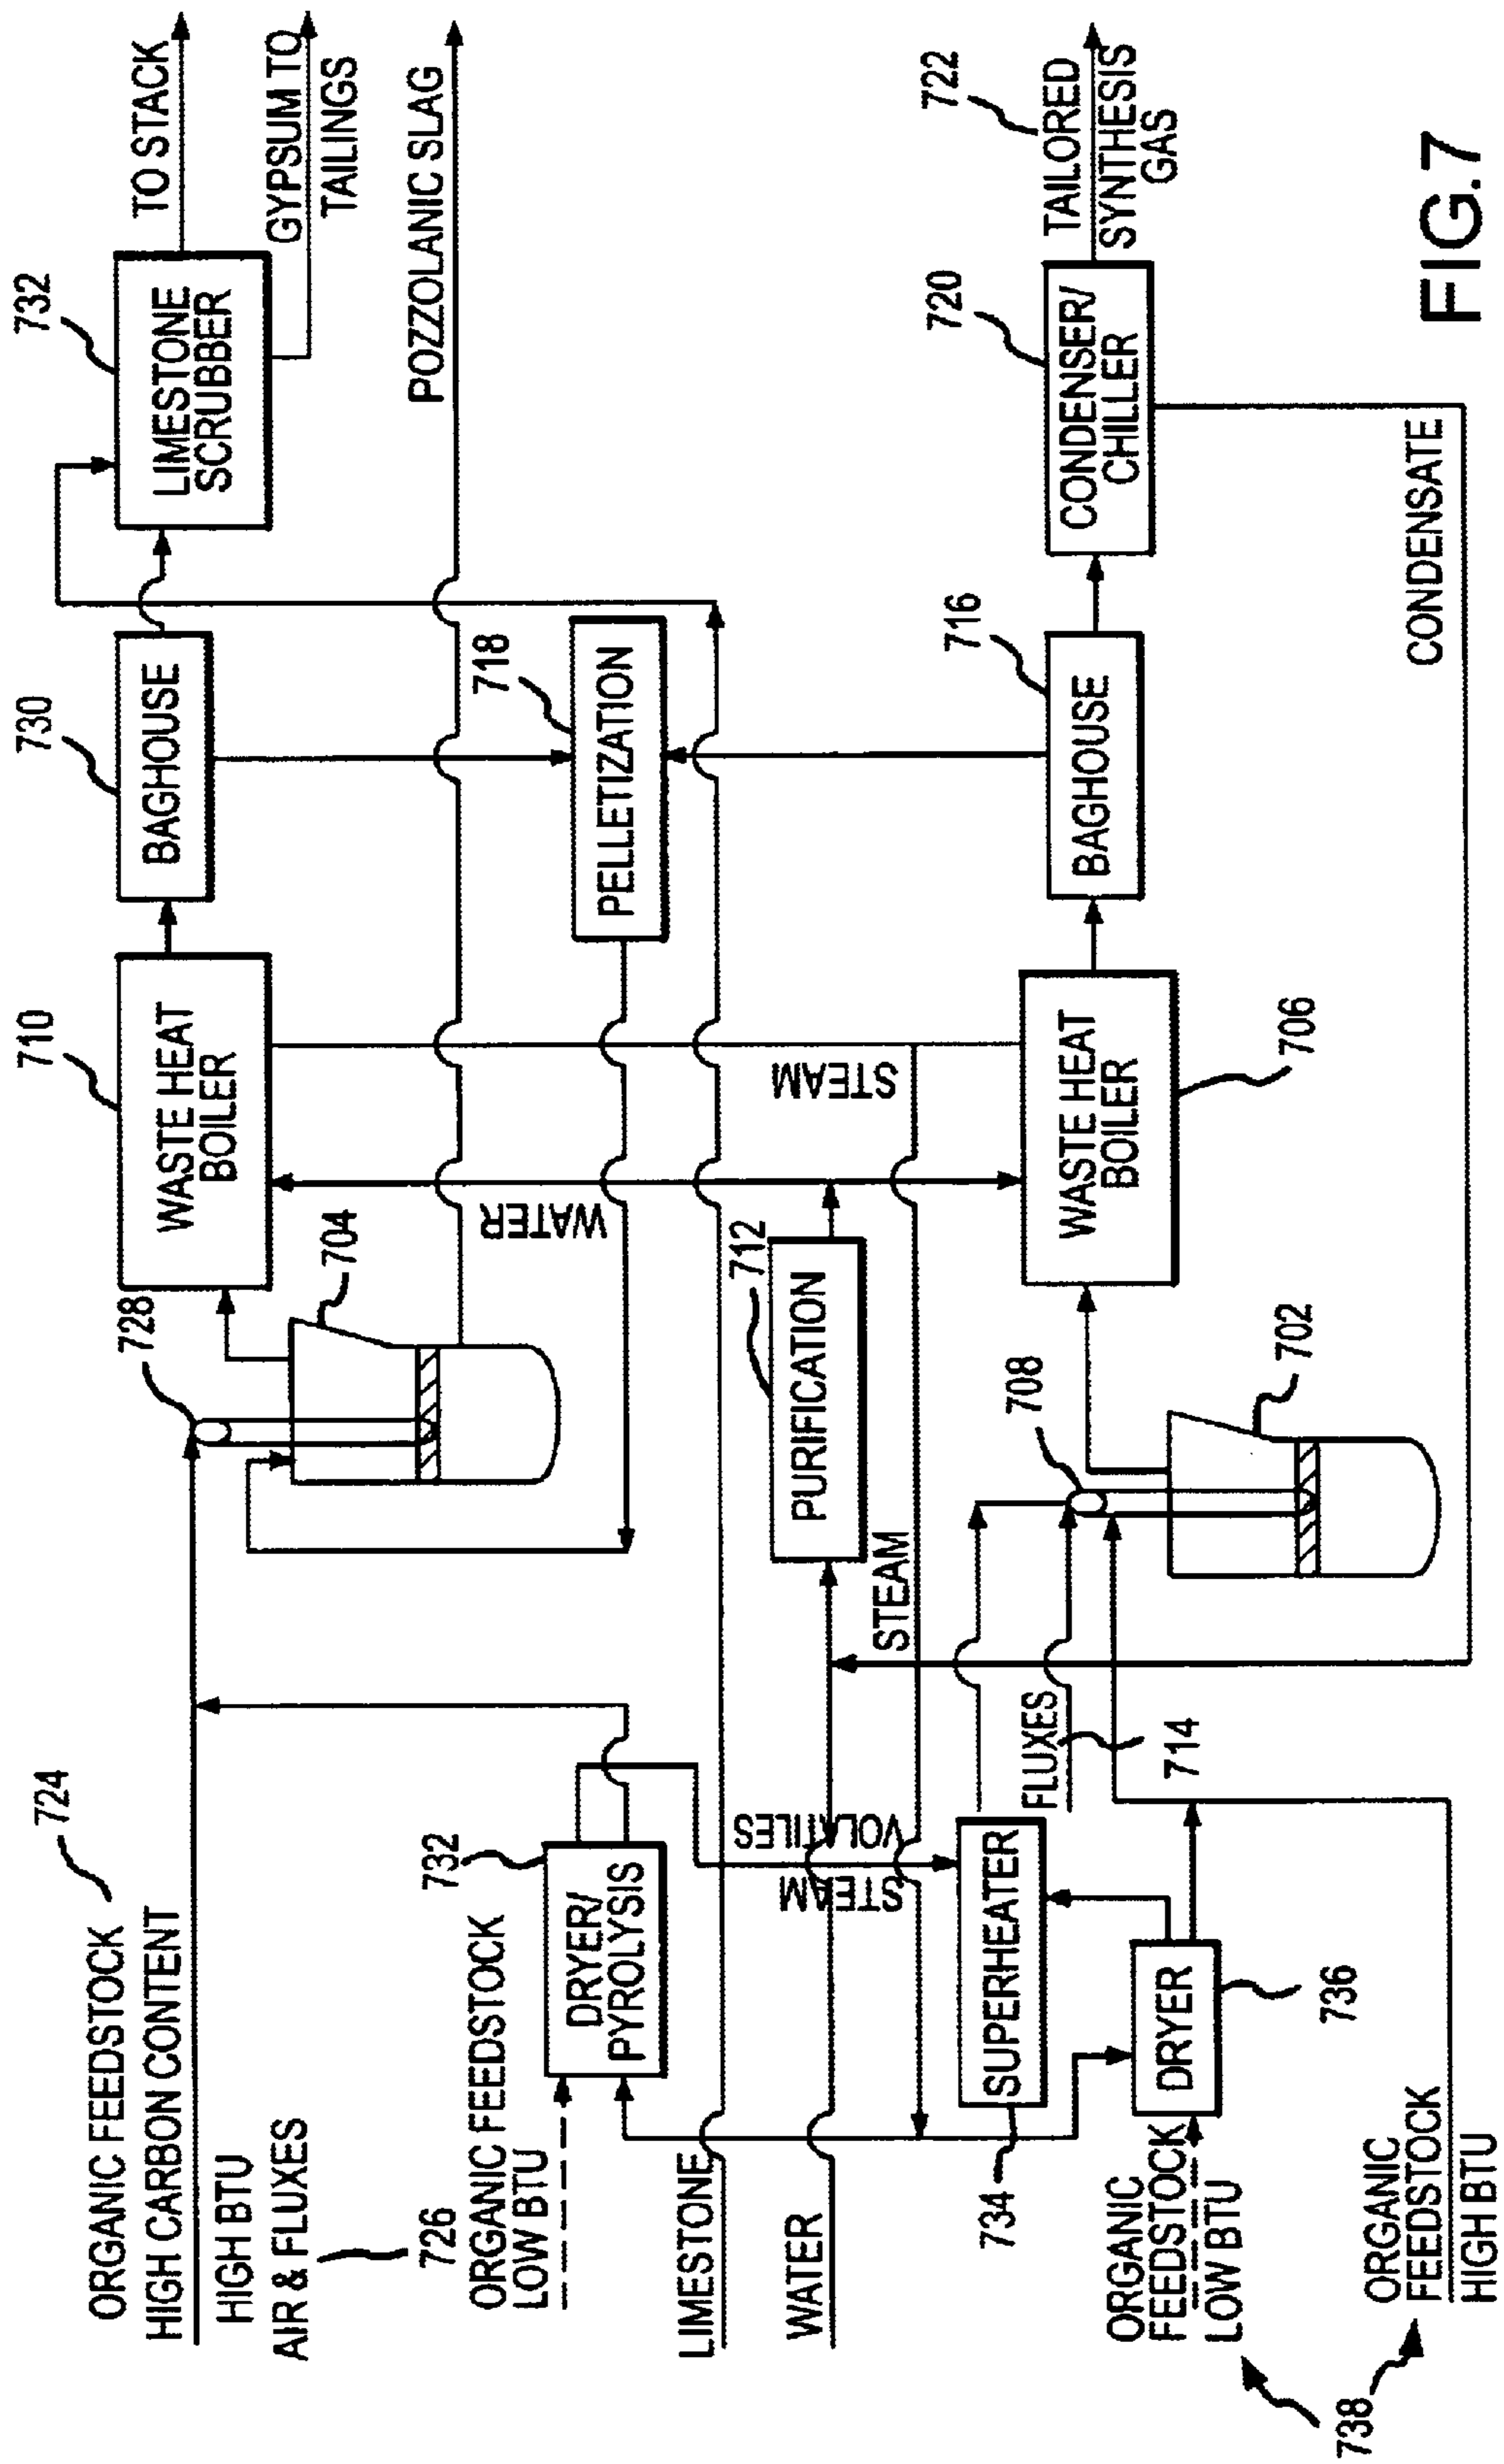 724
ORGANIC FEEDSTOCK
HIGH CARBON CONTENT
HIGH BTU
AIR & FLUXES
726
ORGANIC FEEDSTOCK
LOW BTU
732
DRYER/
PYROLYSIS
728
704
710
WASTE HEAT
BOILER
730
BAGHOUSE
732
LIMESTONE
SCRUBBER
TO STACK
GYPSUM TO
TAILINGS
POZZOLANIC SLAG
718
PELLETIZATION
LIMESTONE
WATER
WATER
STEAM
712
PURIFICATION
STEAM
VOLATILES
STEAM
SUPERHEATER
734
FLUXES
714
708
702
WASTE HEAT
BOILER
706
716
BAGHOUSE
720
CONDENSER/
CHILLER
722
TAILORED
SYNTHESIS
GAS
CONDENSATE
ORGANIC
FEEDSTOCK
LOW BTU
DRYER
736
ORGANIC
FEEDSTOCK
HIGH BTU
738
FIG.7